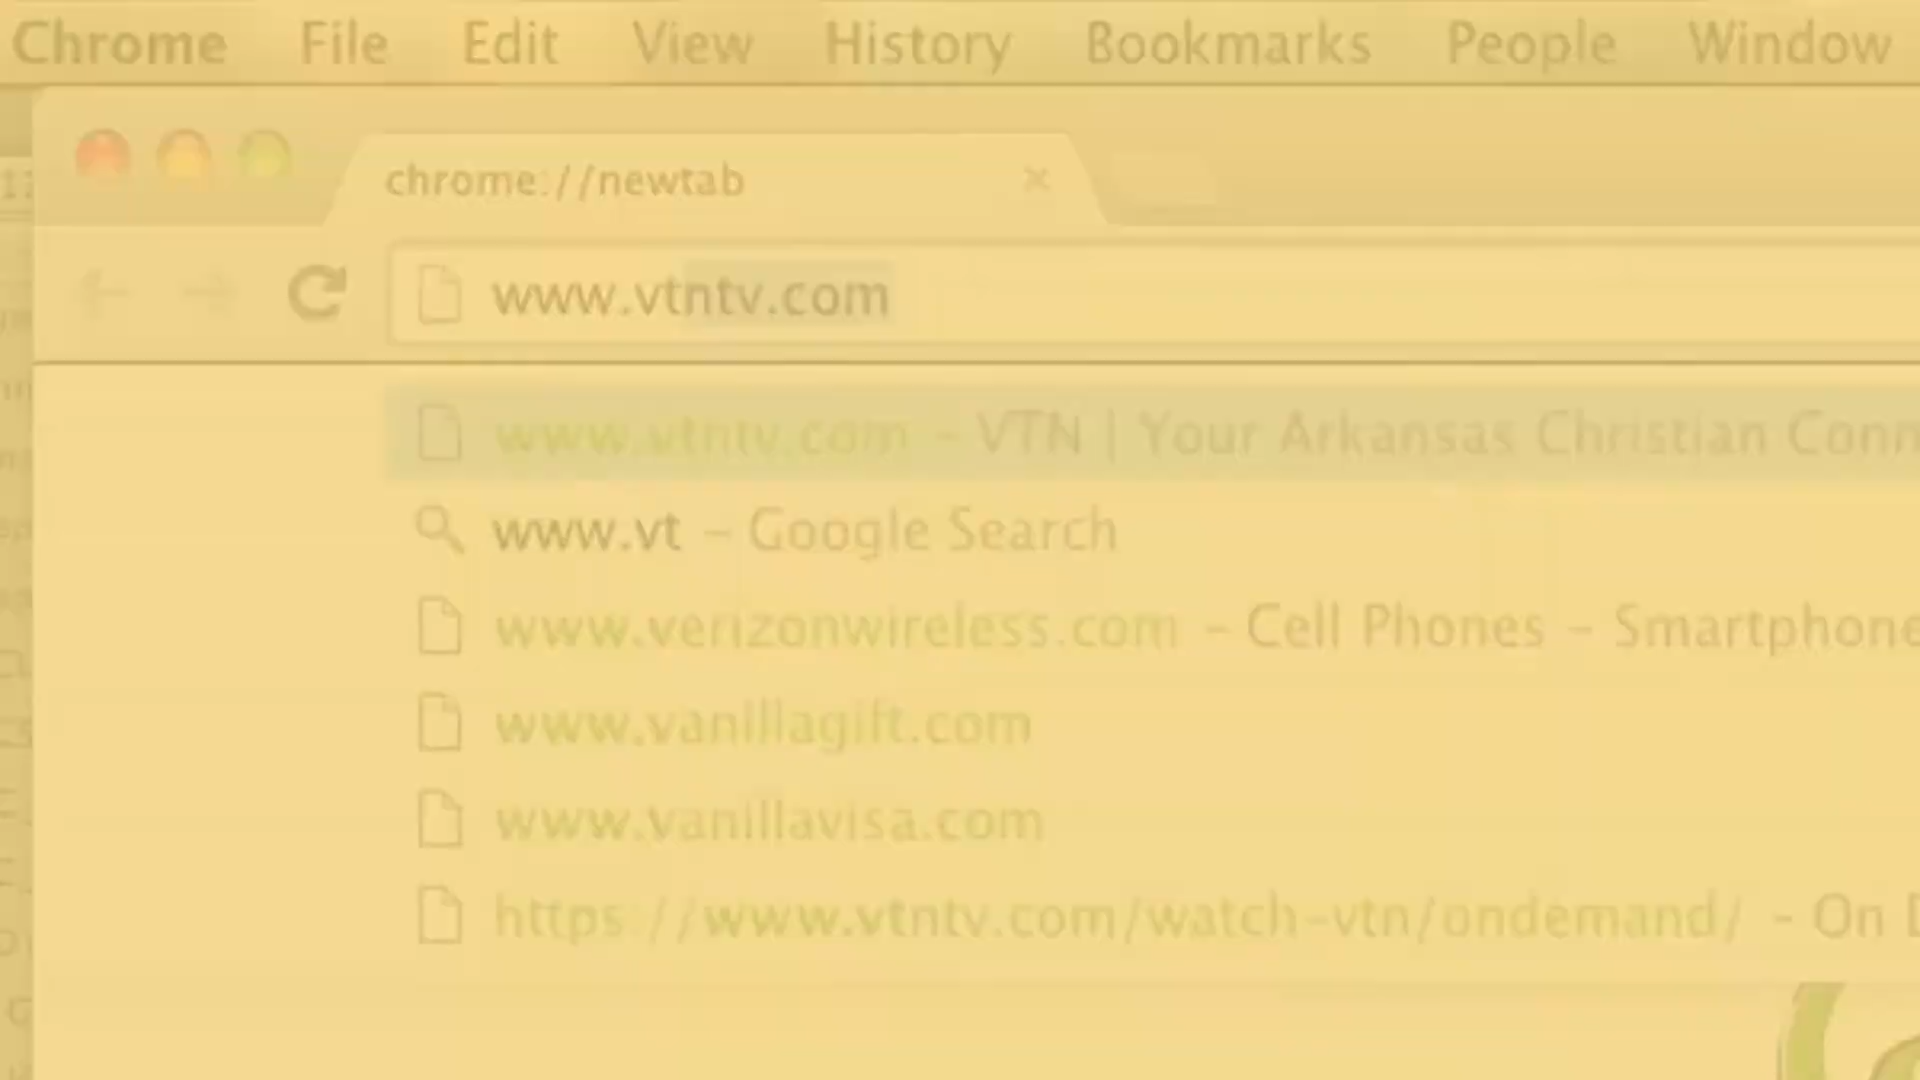 Chrome File Edit View History Bookmarks People Window
chrome://newtab
www.vtntv.com
www.vtntv.com - VTN | Your Arkansas Christian
www.vt - Google Search
www.verizonwireless.com - Cell Phones -
www.vanillagift.com
www.vanillavisa.com
https://www.vtntv.com/watch-vtn/ondemand/ - On